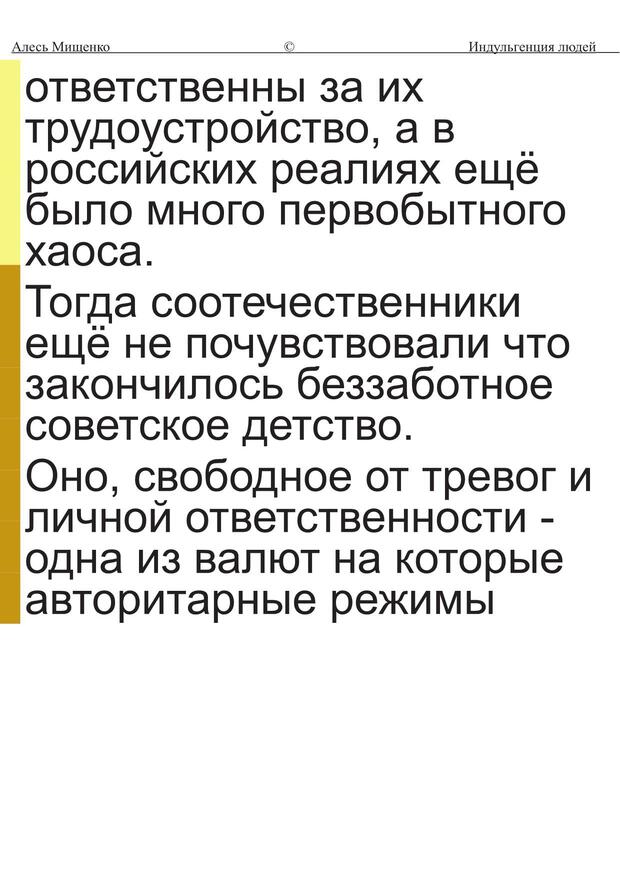 Алесь Мищенко © Индульгенция людей
ответственны за их
трудоустройство, а в
российских реалиях ещё
было много первобытного
хаоса.
Тогда соотечественники
ещё не почувствовали что
закончилось беззаботное
советское детство.
Оно, свободное от тревог и
личной ответственности -
одна из валют на которые
авторитарные режимы